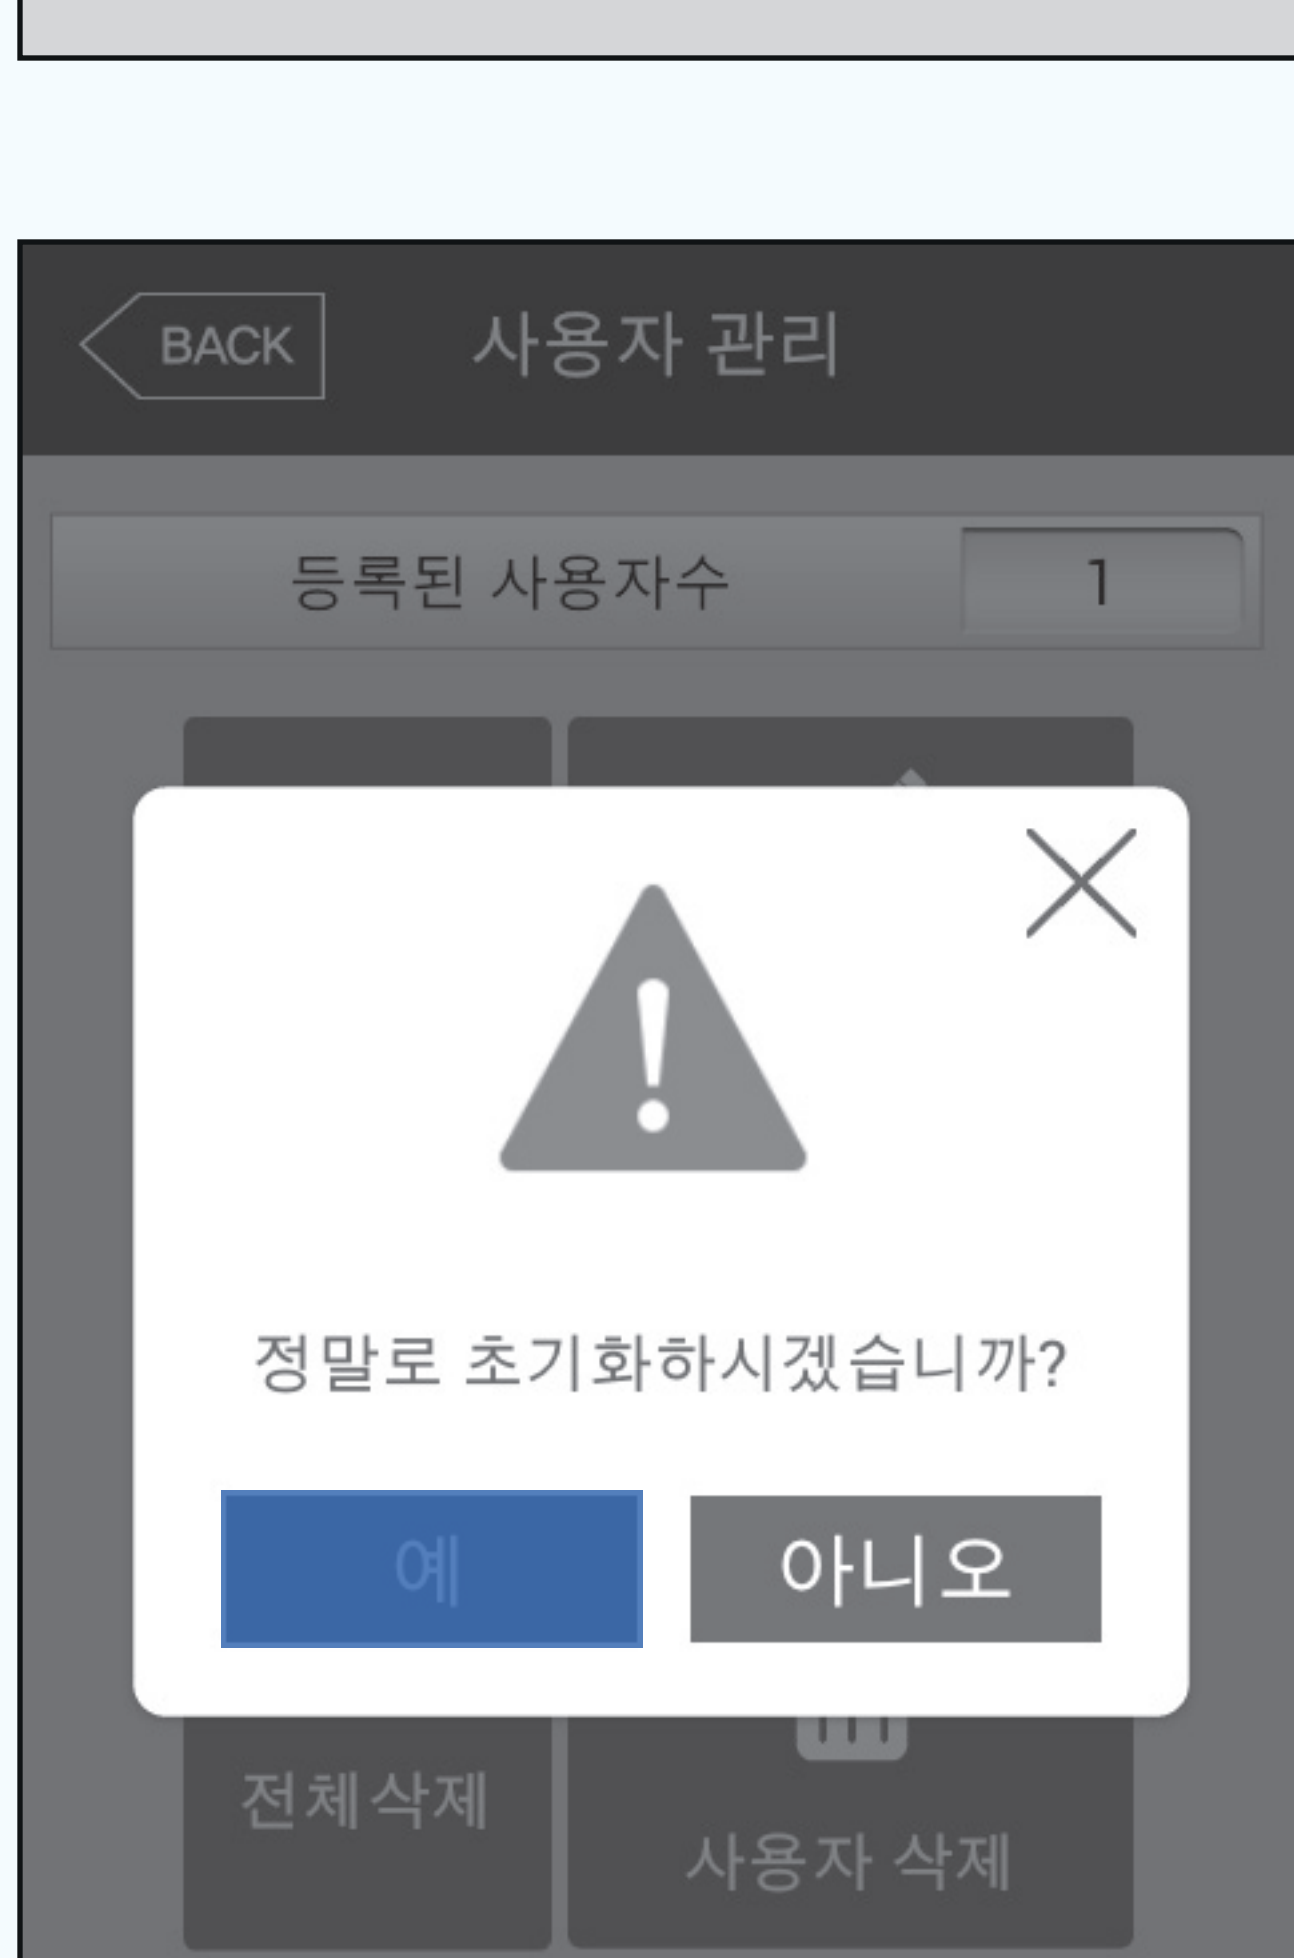 BACK 사용자 관리
등록된 사용자수 1
정말로 초기화하시겠습니까?
예 아니오
전체삭제
사용자 삭제